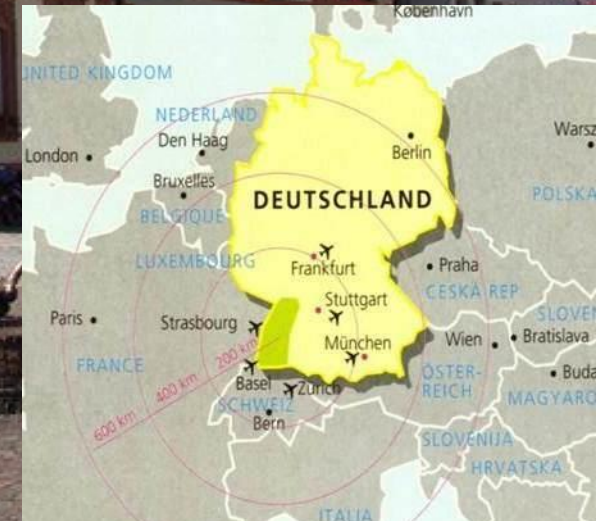 København
UNITED KINGDOM
NEDERLAND
Den Haag
London
Berlin
Warsz
Bruxelles
POLSKA
BELGIQUE
DEUTSCHLAND
LUXEMBOURG
Frankfurt
Praha
CESKÁ REP
Stuttgart
Paris
Strasbourg
SLOVEN
München
Wien
Bratislava
FRANCE
200 km
400 km
600 km
Basel
Zürich
ÖSTER-
REICH
Buda
MAGYARO
SCHWEIZ
Bern
SLOVENIJA
HRVATSKA
ITALIA